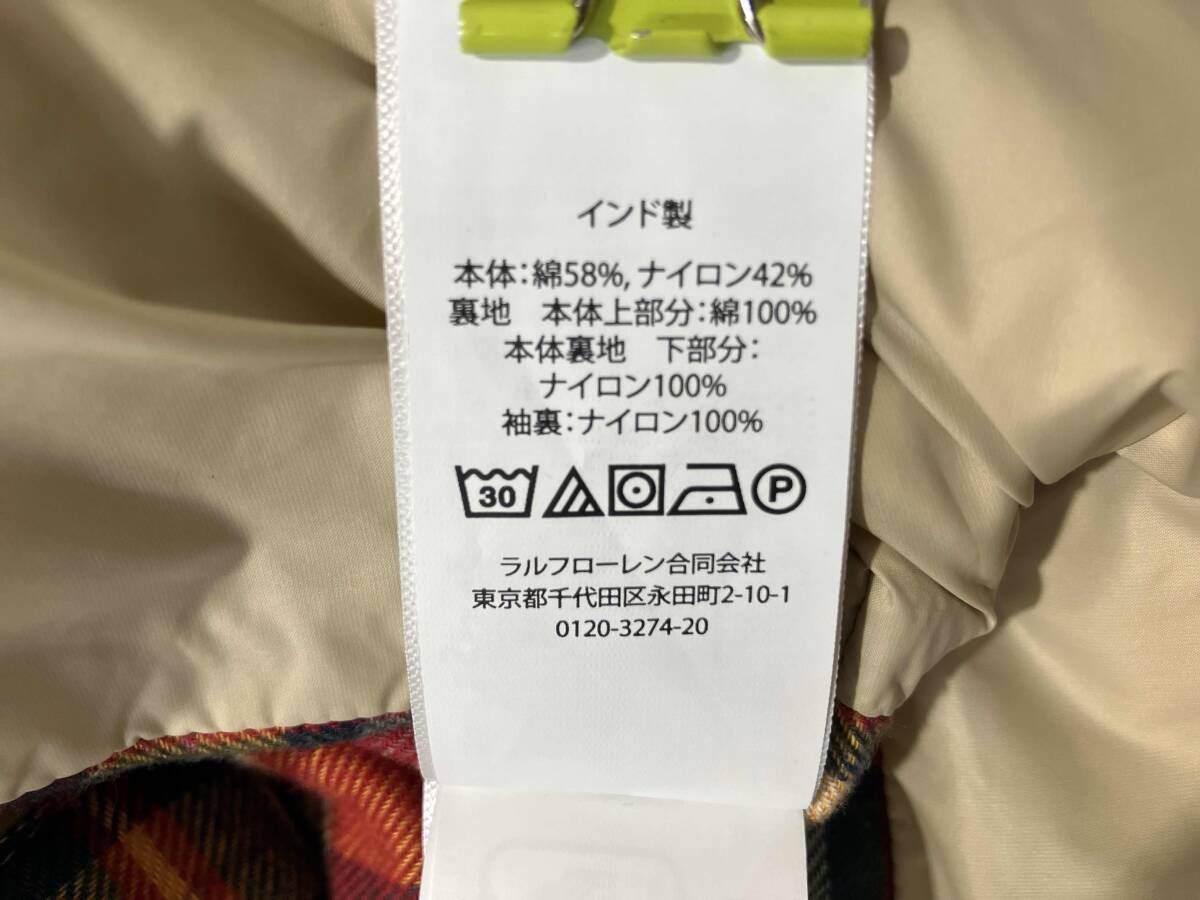 インド製
本体：綿58%, ナイロン42%
裏地　本体上部分：綿100%
本体裏地　下部分：
ナイロン100%
袖裏：ナイロン100%
30 P
ラルフローレン合同会社
東京都千代田区永田町2-10-1
0120-3274-20